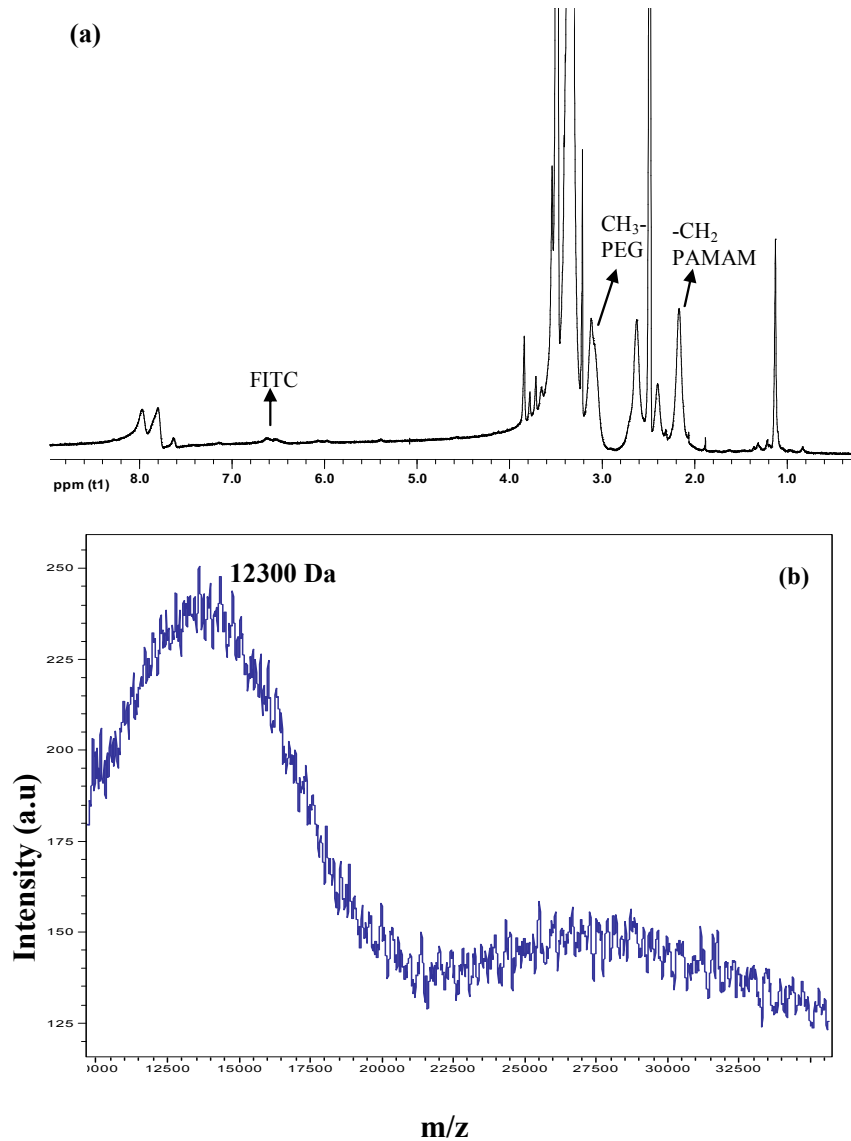 (a)
CH₃-
PEG
-CH₂
PAMAM
FITC
8.0 7.0 6.0 5.0 4.0 3.0 2.0 1.0
ppm (t1)
12300 Da
(b)
250
225
200
175
150
125
Intensity (a.u)
0000 12500 15000 17500 20000 22500 25000 27500 30000 32500
m/z